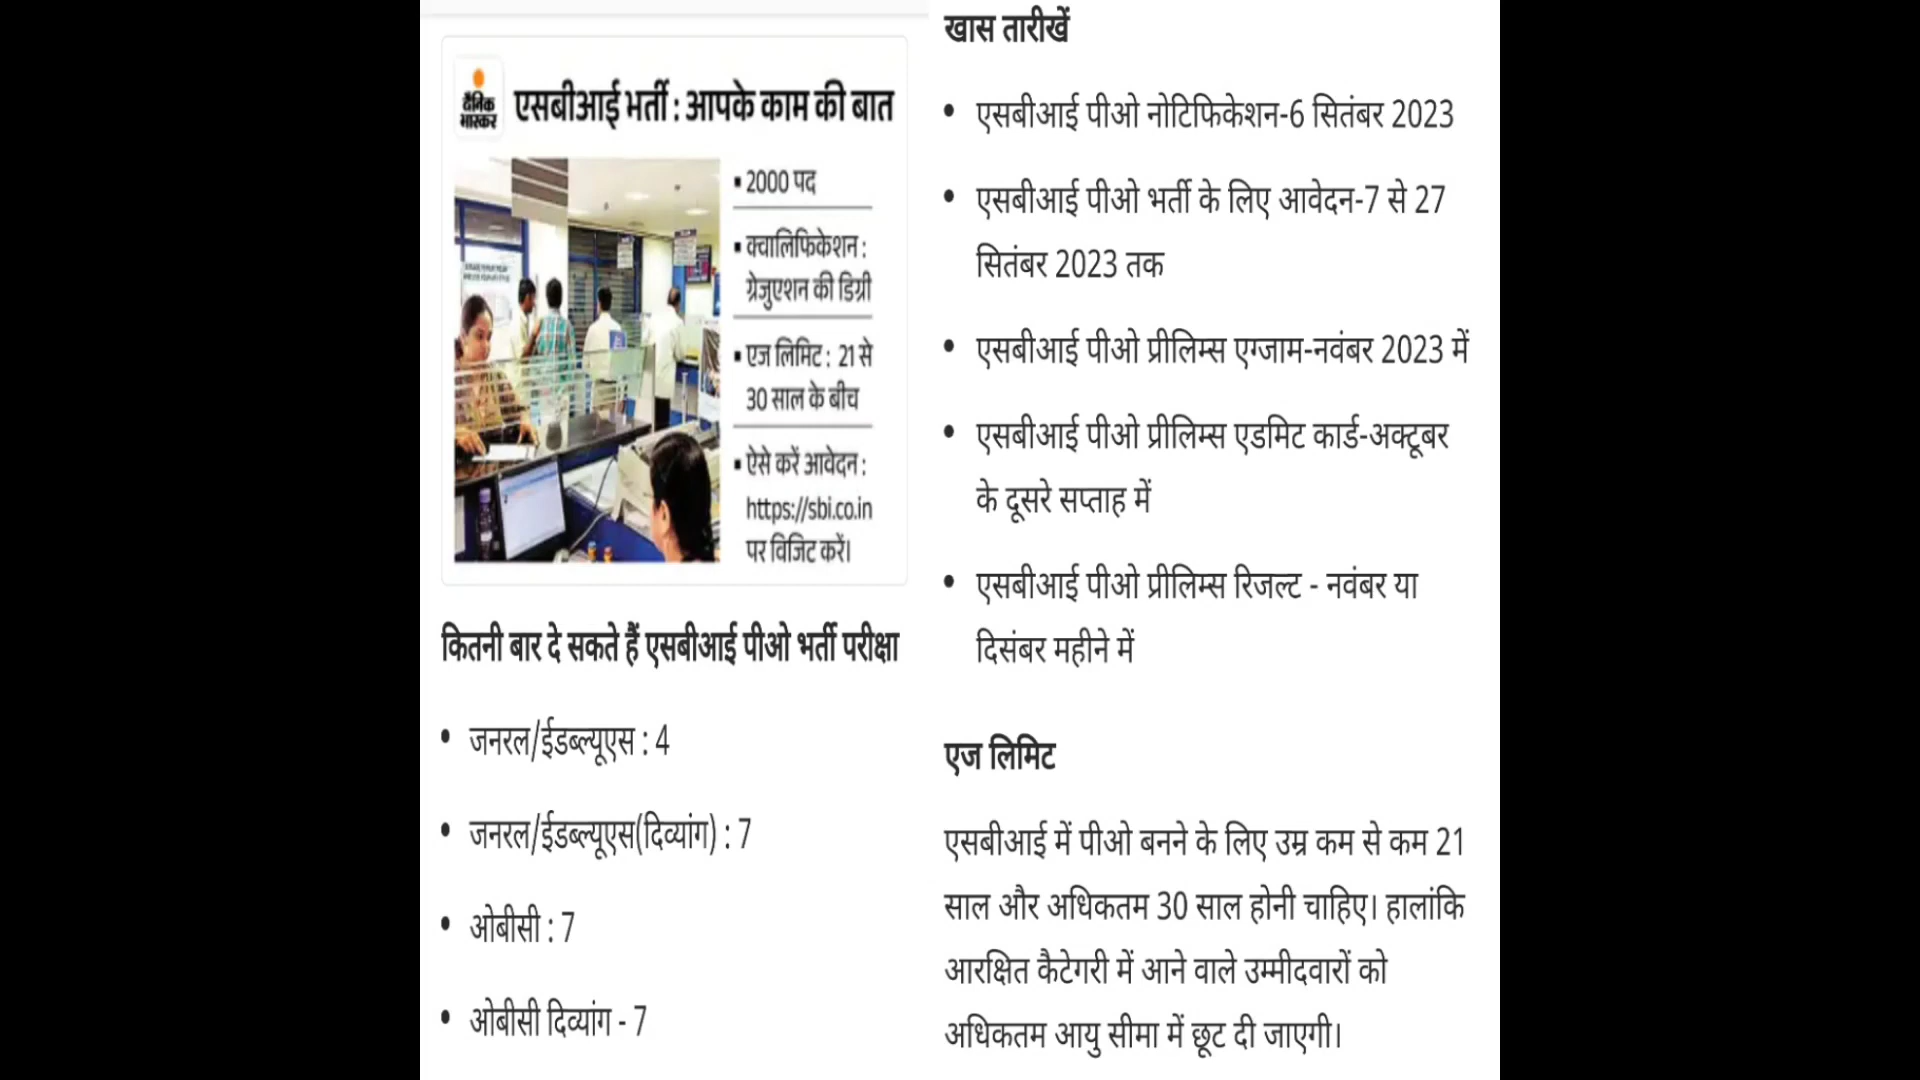 दैनिक
भास्कर
एसबीआई भर्ती : आपके काम की बात
▪ 2000 पद
▪ क्वालिफिकेशन :
ग्रेजुएशन की डिग्री
▪ एज लिमिट : 21 से
30 साल के बीच
▪ ऐसे करें आवेदन :
https://sbi.co.in
पर विजिट करें।
कितनी बार दे सकते हैं एसबीआई पीओ भर्ती परीक्षा
• जनरल/ईडब्ल्यूएस : 4
• जनरल/ईडब्ल्यूएस(दिव्यांग) : 7
• ओबीसी : 7
• ओबीसी दिव्यांग - 7
खास तारीखें
• एसबीआई पीओ नोटिफिकेशन-6 सितंबर 2023
• एसबीआई पीओ भर्ती के लिए आवेदन-7 से 27
सितंबर 2023 तक
• एसबीआई पीओ प्रीलिम्स एग्जाम-नवंबर 2023 में
• एसबीआई पीओ प्रीलिम्स एडमिट कार्ड-अक्टूबर
के दूसरे सप्ताह में
• एसबीआई पीओ प्रीलिम्स रिजल्ट - नवंबर या
दिसंबर महीने में
एज लिमिट
एसबीआई में पीओ बनने के लिए उम्र कम से कम 21
साल और अधिकतम 30 साल होनी चाहिए। हालांकि
आरक्षित कैटेगरी में आने वाले उम्मीदवारों को
अधिकतम आयु सीमा में छूट दी जाएगी।